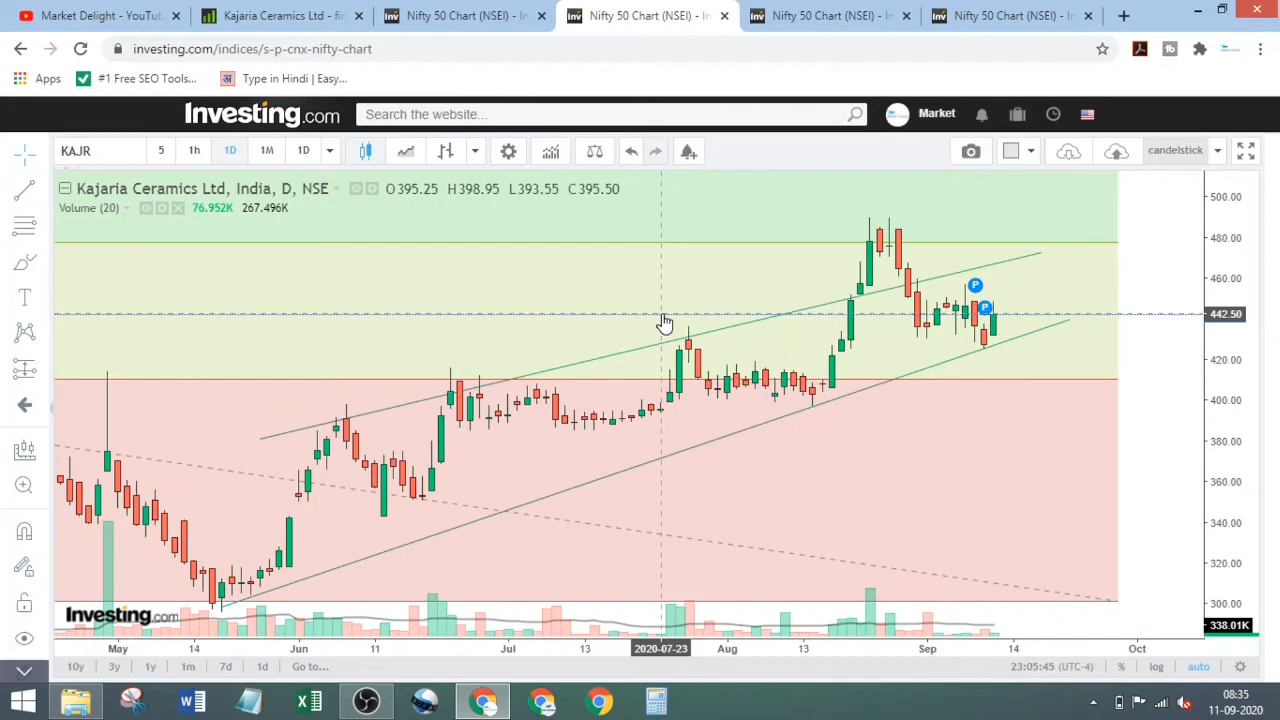 Market Delight - YouTub
Kajaria Ceramics Ltd - fin
Nifty 50 Chart (NSEI) - In
Nifty 50 Chart (NSEI) - In
Nifty 50 Chart (NSEI) - In
Nifty 50 Chart (NSEI) - In
investing.com/indices/s-p-cnx-nifty-chart
Apps
#1 Free SEO Tools...
Type in Hindi | Easy...
Investing.com
Search the website...
Market
KAJR 5 1h 1D 1M 1D candelstick
Kajaria Ceramics Ltd, India, D, NSE O395.25 H398.95 L393.55 C395.50
Volume (20) 76.952K 267.496K
500.00
480.00
460.00
442.50
420.00
400.00
380.00
360.00
340.00
320.00
300.00
338.01K
P
P
Investing.com
May 14 Jun 11 Jul 13 2020-07-23 Aug 13 Sep 14 Oct
10y 3y 1y 1m 7d 1d Go to... 23:05:45 (UTC-4) % log auto
08:35
11-09-2020